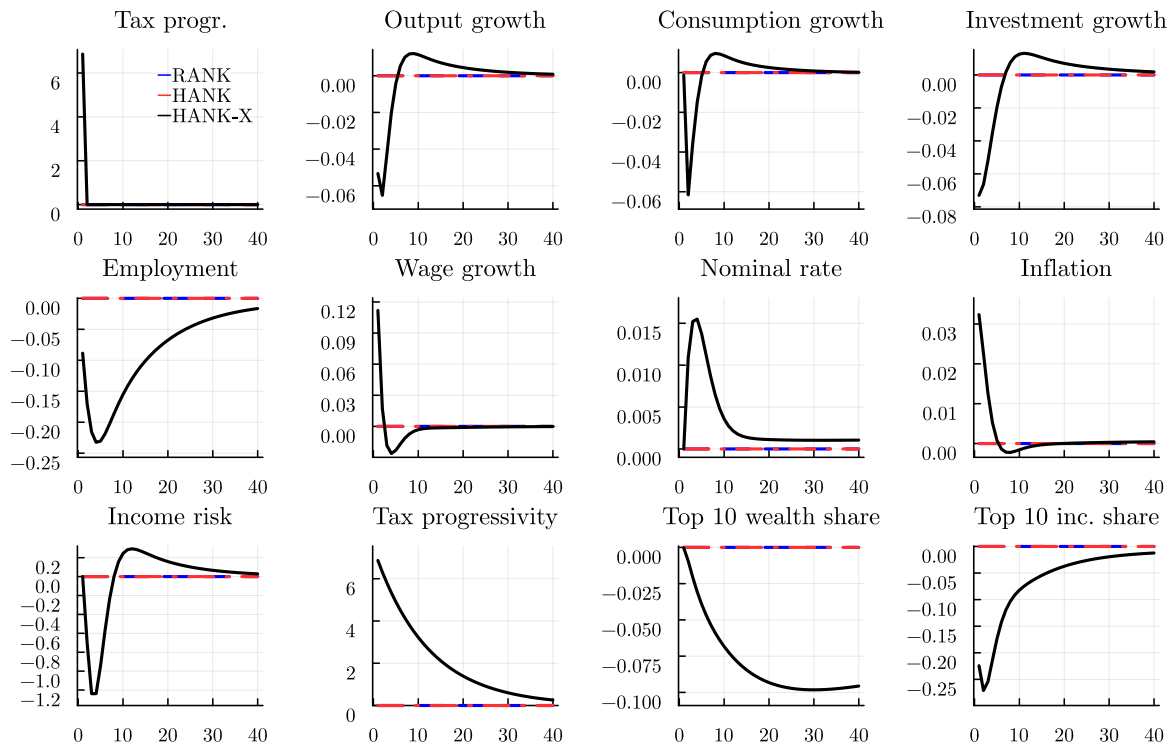 Tax progr.
Output growth
Consumption growth
Investment growth
6
4
2
0
RANK
HANK
HANK-X
0.00
−0.02
−0.04
−0.06
0.00
−0.02
−0.04
−0.06
0.00
−0.02
−0.04
−0.06
−0.08
0 10 20 30 40
0 10 20 30 40
0 10 20 30 40
0 10 20 30 40
Employment
Wage growth
Nominal rate
Inflation
0.00
−0.05
−0.10
−0.15
−0.20
−0.25
0.12
0.09
0.06
0.03
0.00
0.015
0.010
0.005
0.000
0.03
0.02
0.01
0.00
0 10 20 30 40
0 10 20 30 40
0 10 20 30 40
0 10 20 30 40
Income risk
Tax progressivity
Top 10 wealth share
Top 10 inc. share
0.2
0.0
−0.2
−0.4
−0.6
−0.8
−1.0
−1.2
6
4
2
0
0.000
−0.025
−0.050
−0.075
−0.100
0.00
−0.05
−0.10
−0.15
−0.20
−0.25
0 10 20 30 40
0 10 20 30 40
0 10 20 30 40
0 10 20 30 40